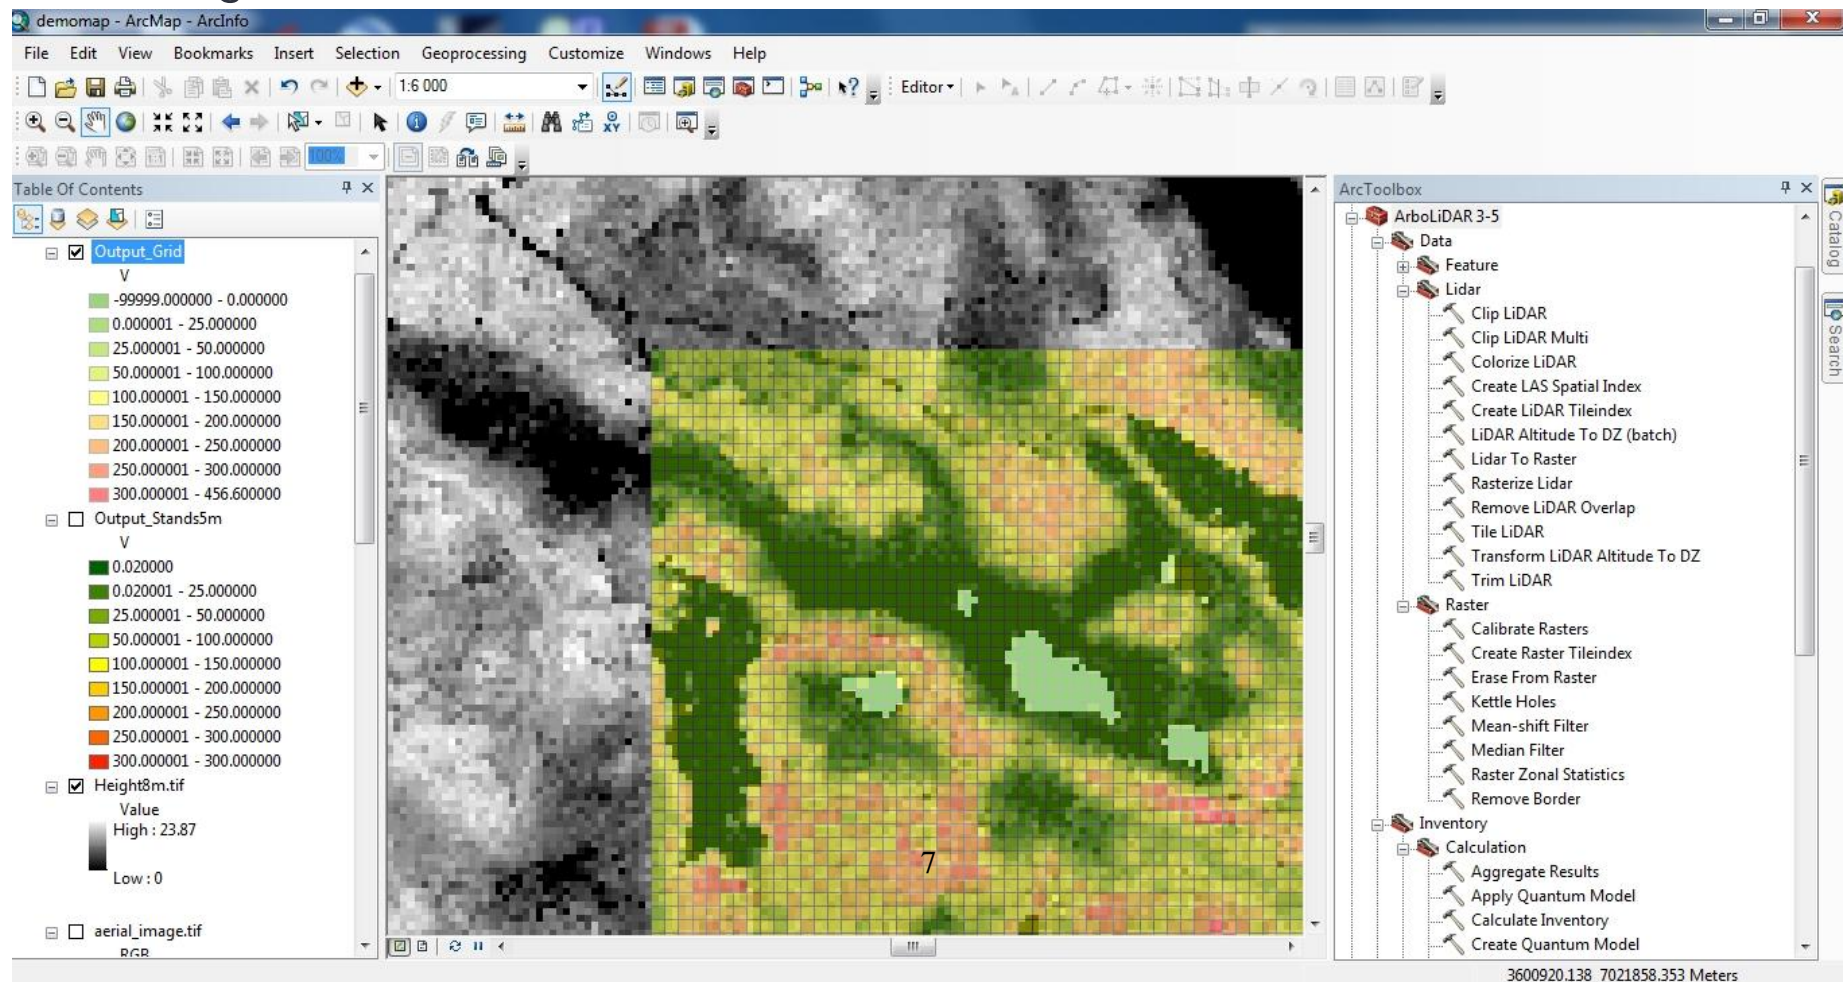 demomap - ArcMap - ArcInfo
File Edit View Bookmarks Insert Selection Geoprocessing Customize Windows Help
1:6 000
Editor
XY
100%
Table Of Contents
Output_Grid
V
-99999.000000 - 0.000000
0.000001 - 25.000000
25.000001 - 50.000000
50.000001 - 100.000000
100.000001 - 150.000000
150.000001 - 200.000000
200.000001 - 250.000000
250.000001 - 300.000000
300.000001 - 456.600000
Output_Stands5m
V
0.020000
0.020001 - 25.000000
25.000001 - 50.000000
50.000001 - 100.000000
100.000001 - 150.000000
150.000001 - 200.000000
200.000001 - 250.000000
250.000001 - 300.000000
300.000001 - 300.000000
Height8m.tif
Value
High : 23.87
Low : 0
aerial_image.tif
RGB
7
ArcToolbox
ArboLiDAR 3-5
Data
Feature
Lidar
Clip LiDAR
Clip LiDAR Multi
Colorize LiDAR
Create LAS Spatial Index
Create LiDAR Tileindex
LiDAR Altitude To DZ (batch)
Lidar To Raster
Rasterize Lidar
Remove LiDAR Overlap
Tile LiDAR
Transform LiDAR Altitude To DZ
Trim LiDAR
Raster
Calibrate Rasters
Create Raster Tileindex
Erase From Raster
Kettle Holes
Mean-shift Filter
Median Filter
Raster Zonal Statistics
Remove Border
Inventory
Calculation
Aggregate Results
Apply Quantum Model
Calculate Inventory
Create Quantum Model
Catalog
Search
3600920.138 7021858.353 Meters